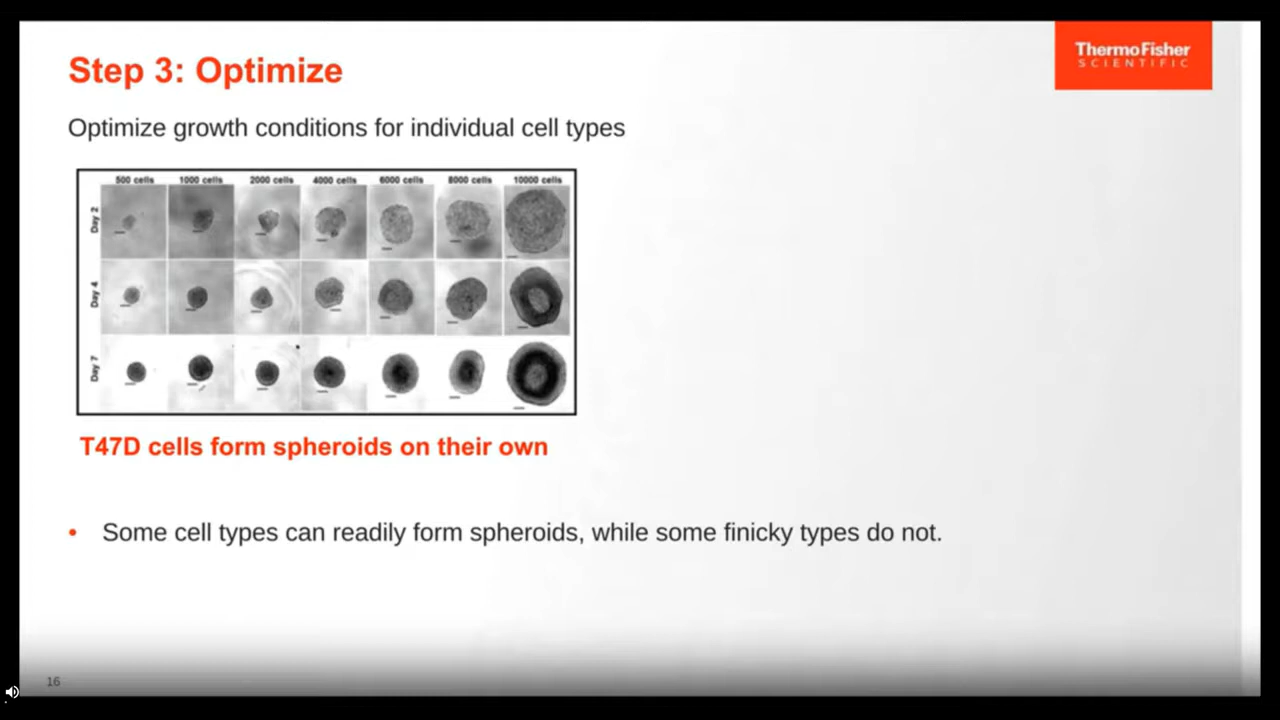 Step 3: Optimize
ThermoFisher
SCIENTIFIC
Optimize growth conditions for individual cell types
500 cells 1000 cells 2000 cells 4000 cells 6000 cells 8000 cells 10000 cells
Day 2
Day 4
Day 7
T47D cells form spheroids on their own
• Some cell types can readily form spheroids, while some finicky types do not.
16